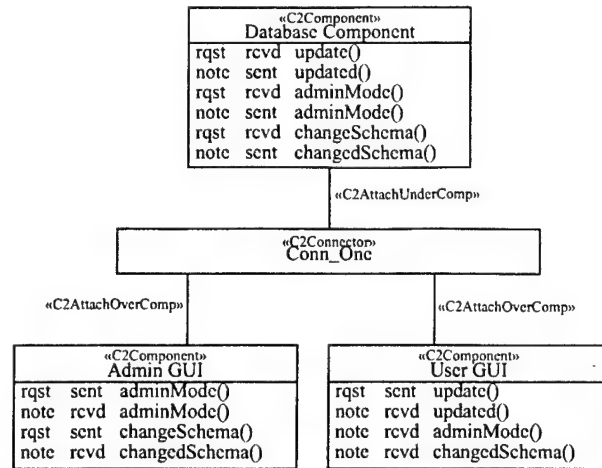 «C2Component»
Database Component
rqst rcvd update()
note sent updated()
rqst rcvd adminMode()
note sent adminMode()
rqst rcvd changeSchema()
note sent changedSchema()
«C2AttachUnderComp»
«C2Connector»
Conn_One
«C2AttachOverComp»
«C2AttachOverComp»
«C2Component»
Admin GUI
rqst sent adminMode()
note rcvd adminMode()
rqst sent changeSchema()
note rcvd changedSchema()
«C2Component»
User GUI
rqst sent update()
note rcvd updated()
note rcvd adminMode()
note rcvd changedSchema()